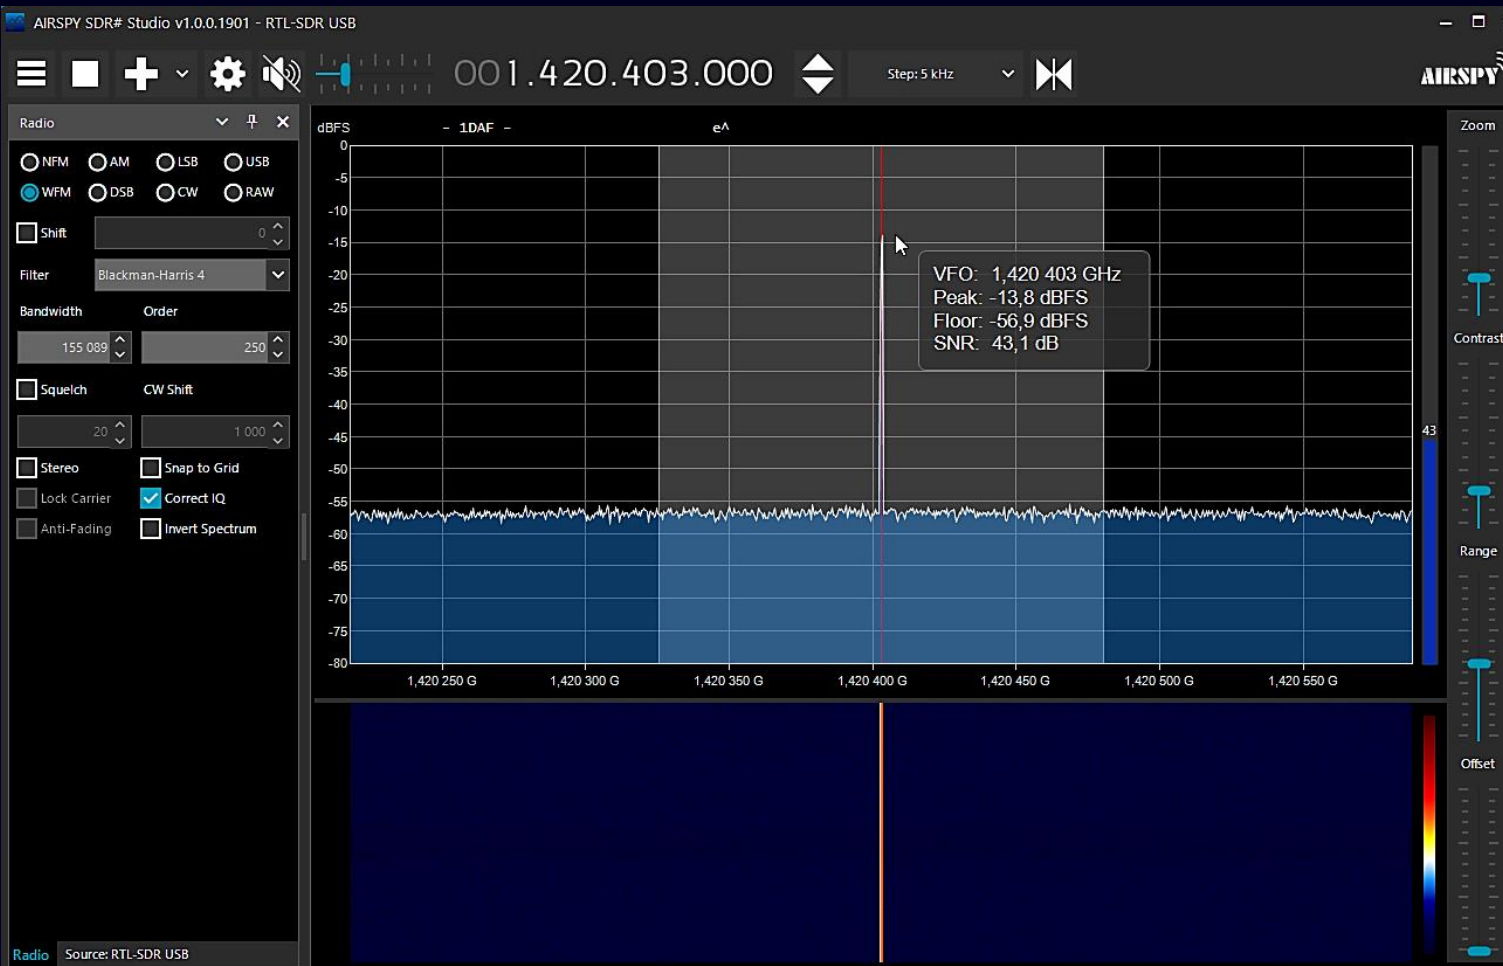 AIRSPY SDR# Studio v1.0.0.1901 - RTL-SDR USB
001.420.403.000
Step: 5 kHz
AIRSPY
Radio
NFM AM LSB USB
WFM DSB CW RAW
Shift 0
Filter Blackman-Harris 4
Bandwidth Order
155 089 250
Squelch CW Shift
20 1 000
Stereo Snap to Grid
Lock Carrier Correct IQ
Anti-Fading Invert Spectrum
Radio Source: RTL-SDR USB
dBFS - 1DAF - e^
0
-5
-10
-15
-20
-25
-30
-35
-40
-45
-50
-55
-60
-65
-70
-75
-80
VFO: 1,420 403 GHz
Peak: -13,8 dBFS
Floor: -56,9 dBFS
SNR: 43,1 dB
1,420 250 G 1,420 300 G 1,420 350 G 1,420 400 G 1,420 450 G 1,420 500 G 1,420 550 G
43
Zoom
Contrast
Range
Offset